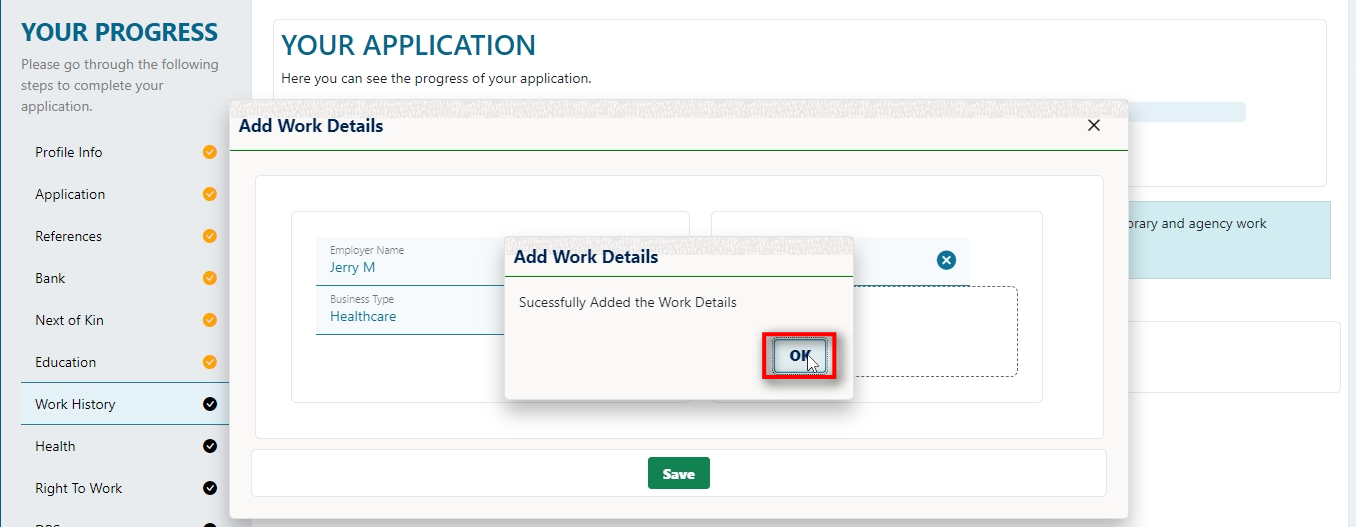 YOUR PROGRESS
Please go through the following
steps to complete your
application.
Profile Info
Application
References
Bank
Next of Kin
Education
Work History
Health
Right To Work
YOUR APPLICATION
Here you can see the progress of your application.
and agency work
Add Work Details
Employer Name
Jerry M
Business Type
Healthcare
Add Work Details
Sucessfully Added the Work Details
OK
Save